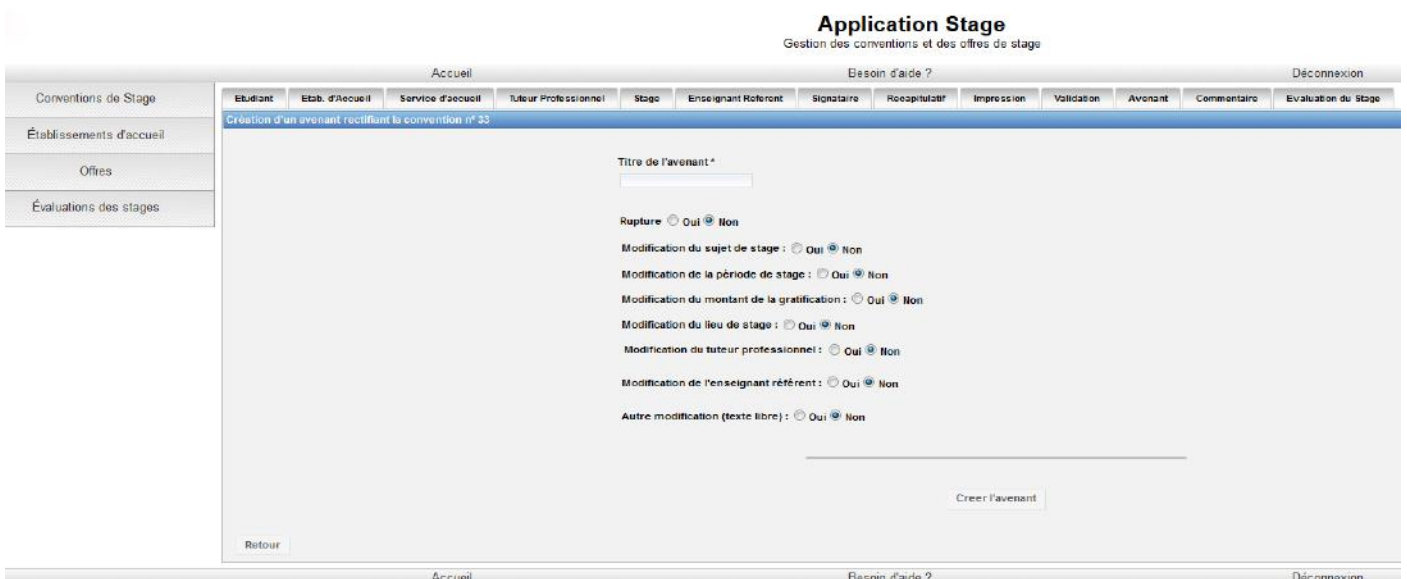 Application Stage
Gestion des conventions et des offres de stage
Accueil Besoin d'aide ? Déconnexion
Conventions de Stage
Établissements d'accueil
Offres
Évaluations des stages
Etudiant Etab. d'Accueil Service d'accueil Tuteur Professionnel Stage Enseignant Referent Signataire Recapitulatif Impression Validation Avenant Commentaire Evaluation du Stage
Création d'un avenant rectifiant la convention n° 33
Titre de l'avenant *
Rupture Oui Non
Modification du sujet de stage : Oui Non
Modification de la période de stage : Oui Non
Modification du montant de la gratification : Oui Non
Modification du lieu de stage : Oui Non
Modification du tuteur professionnel : Oui Non
Modification de l'enseignant référent : Oui Non
Autre modification (texte libre) : Oui Non
Creer l'avenant
Retour
Accueil Besoin d'aide ? Déconnexion